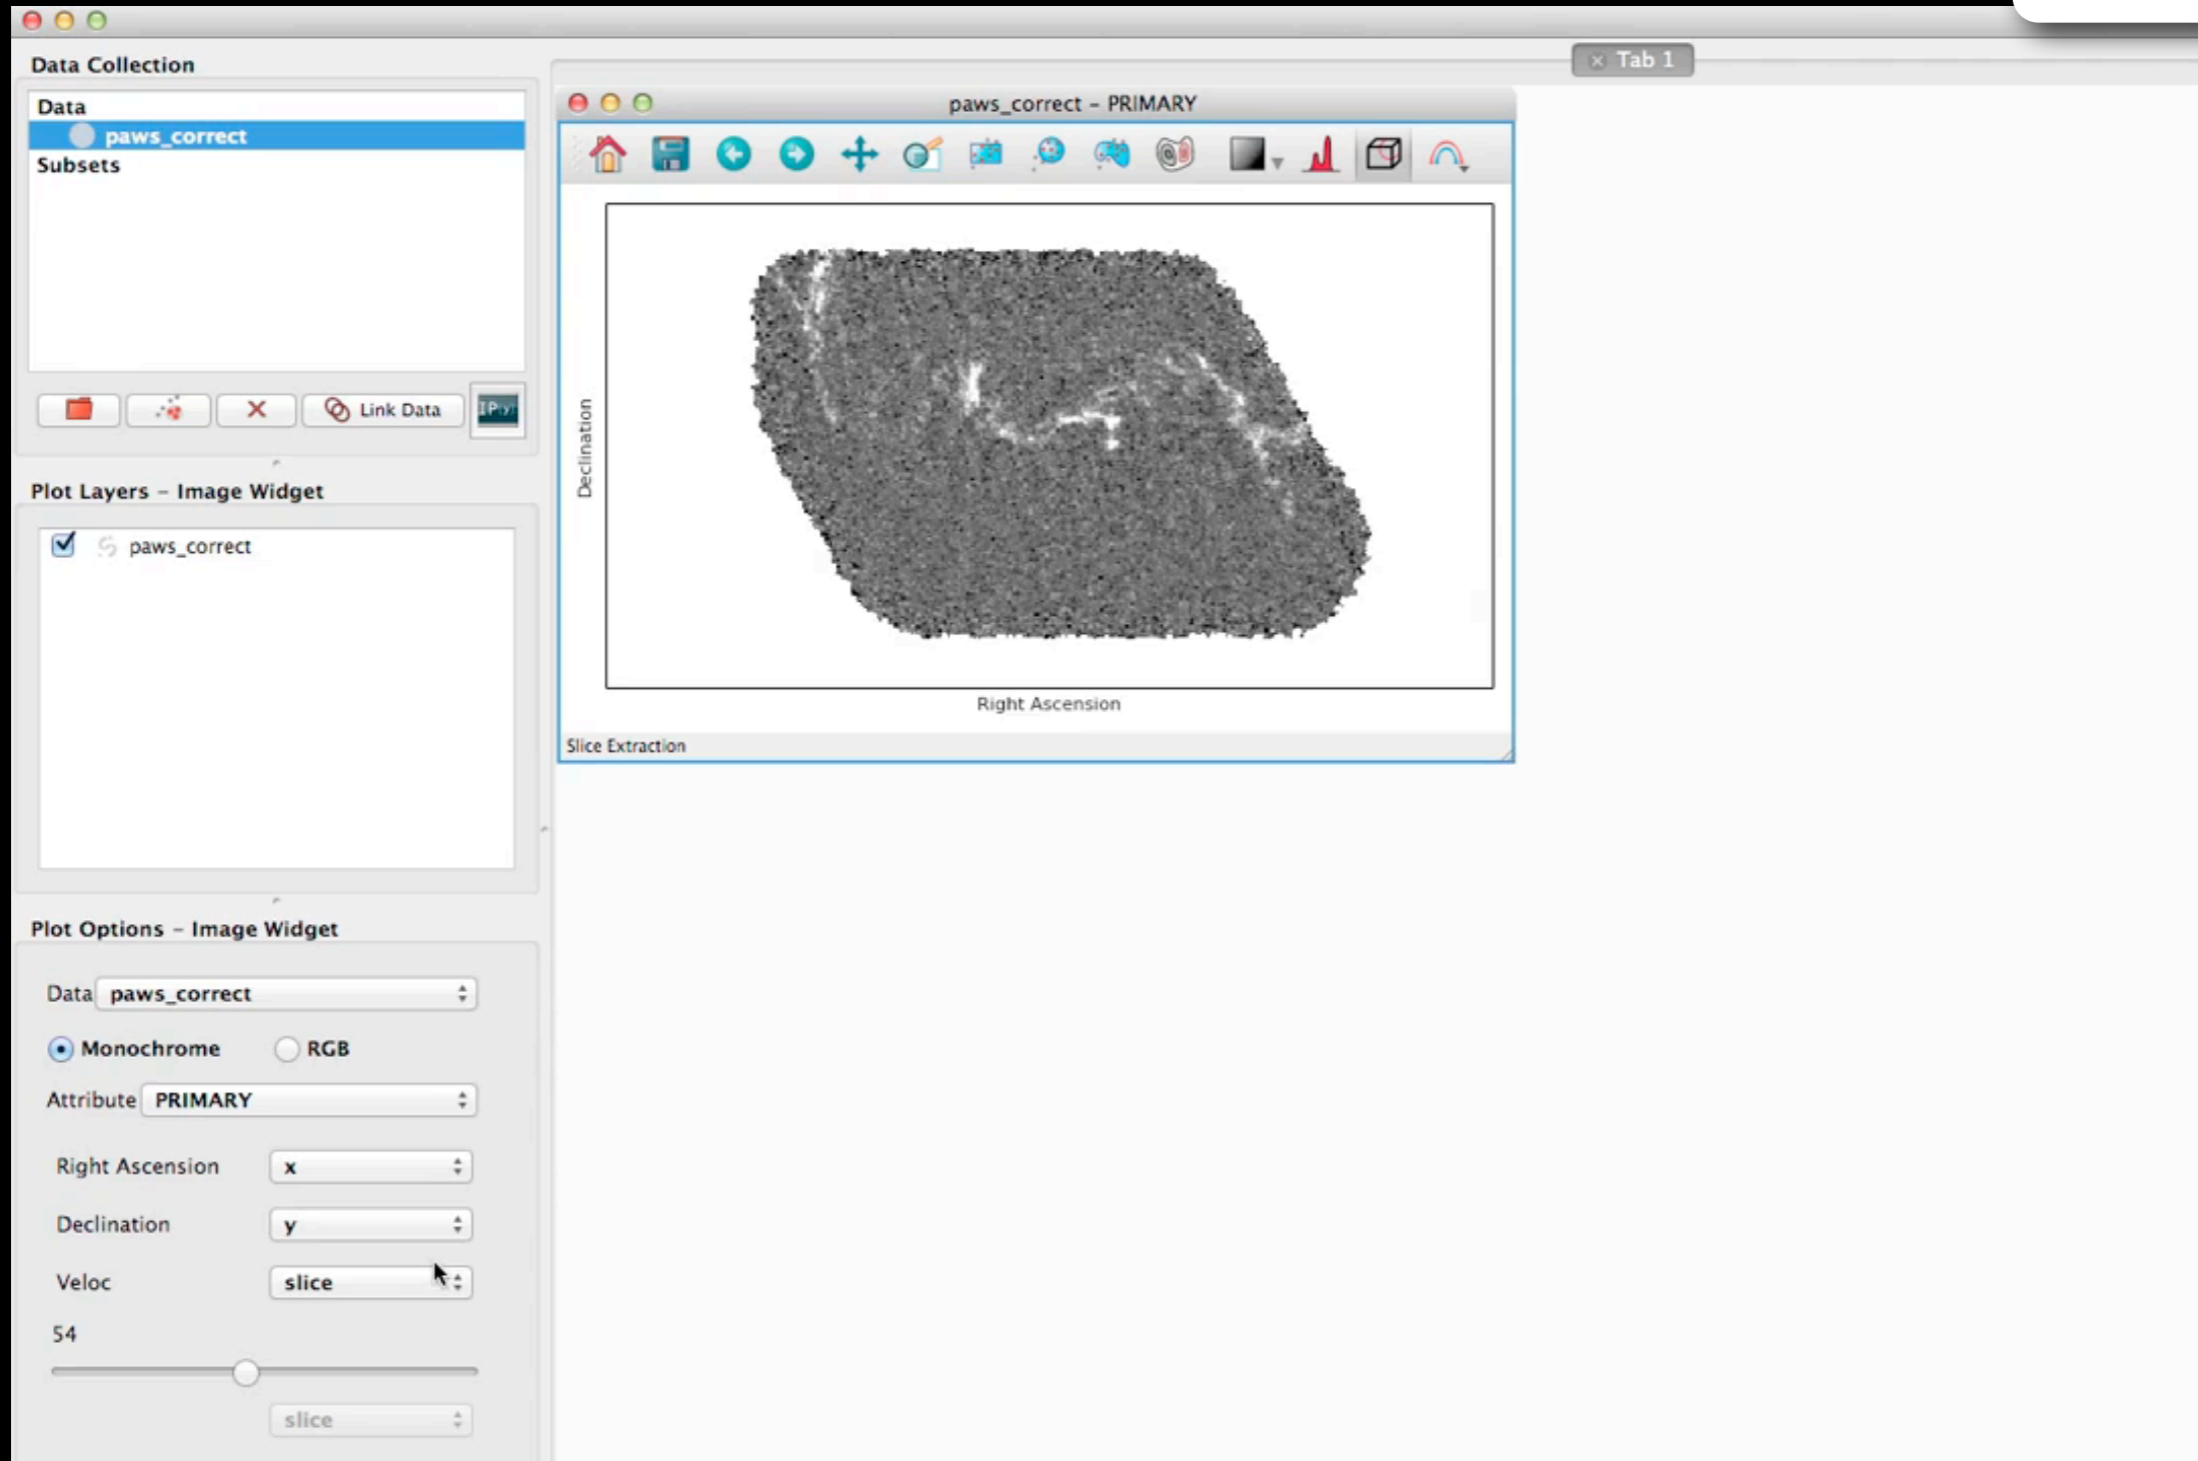 Tab 1
Data Collection
Data
paws_correct
Subsets
Link Data
Plot Layers – Image Widget
paws_correct
Plot Options – Image Widget
Data paws_correct
Monochrome RGB
Attribute PRIMARY
Right Ascension x
Declination y
Veloc slice
54
slice
paws_correct – PRIMARY
Declination
Right Ascension
Slice Extraction